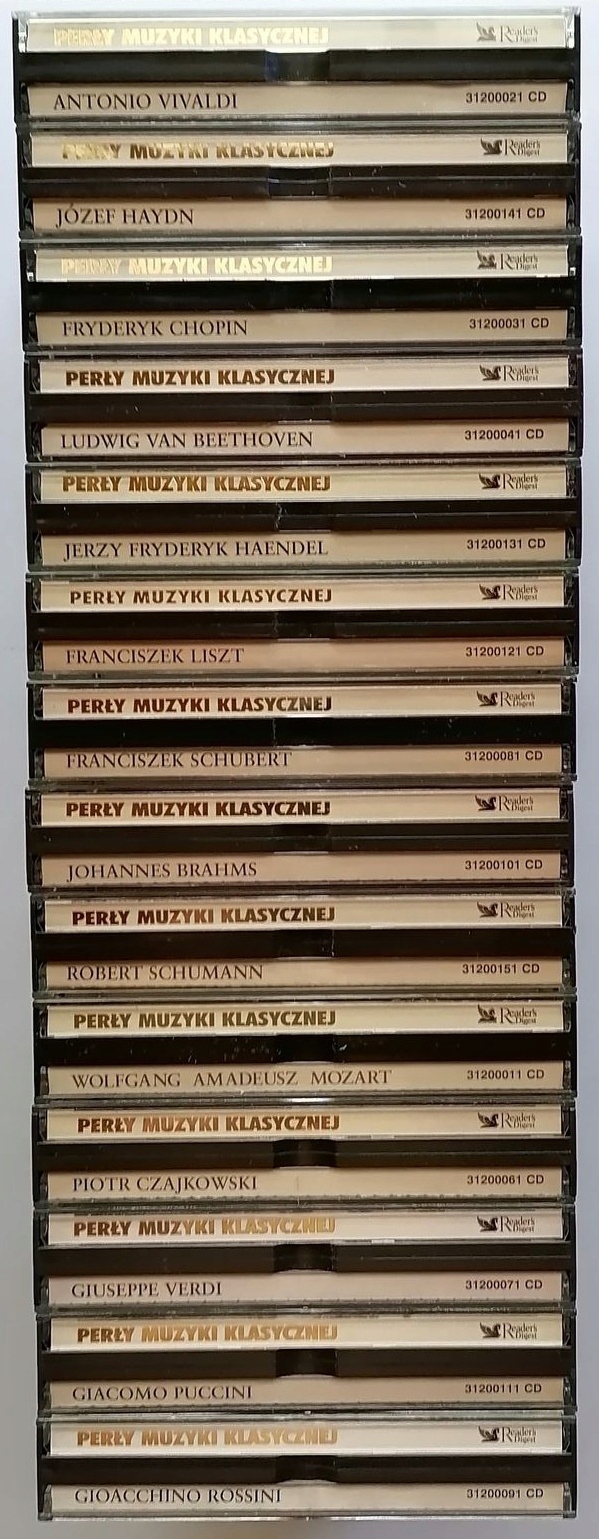 PERŁY MUZYKI KLASYCZNEJ Reader's Digest
ANTONIO VIVALDI 31200021 CD
PERŁY MUZYKI KLASYCZNEJ Reader's Digest
JÓZEF HAYDN 31200141 CD
PERŁY MUZYKI KLASYCZNEJ Reader's Digest
FRYDERYK CHOPIN 31200031 CD
PERŁY MUZYKI KLASYCZNEJ Reader's Digest
LUDWIG VAN BEETHOVEN 31200041 CD
PERŁY MUZYKI KLASYCZNEJ Reader's Digest
JERZY FRYDERYK HAENDEL 31200131 CD
PERŁY MUZYKI KLASYCZNEJ Reader's Digest
FRANCISZEK LISZT 31200121 CD
PERŁY MUZYKI KLASYCZNEJ Reader's Digest
FRANCISZEK SCHUBERT 31200081 CD
PERŁY MUZYKI KLASYCZNEJ Reader's Digest
JOHANNES BRAHMS 31200101 CD
PERŁY MUZYKI KLASYCZNEJ Reader's Digest
ROBERT SCHUMANN 31200151 CD
PERŁY MUZYKI KLASYCZNEJ Reader's Digest
WOLFGANG AMADEUSZ MOZART 31200011 CD
PERŁY MUZYKI KLASYCZNEJ Reader's Digest
PIOTR CZAJKOWSKI 31200061 CD
PERŁY MUZYKI KLASYCZNEJ Reader's Digest
GIUSEPPE VERDI 31200071 CD
PERŁY MUZYKI KLASYCZNEJ Reader's Digest
GIACOMO PUCCINI 31200111 CD
PERŁY MUZYKI KLASYCZNEJ Reader's Digest
GIOACCHINO ROSSINI 31200091 CD